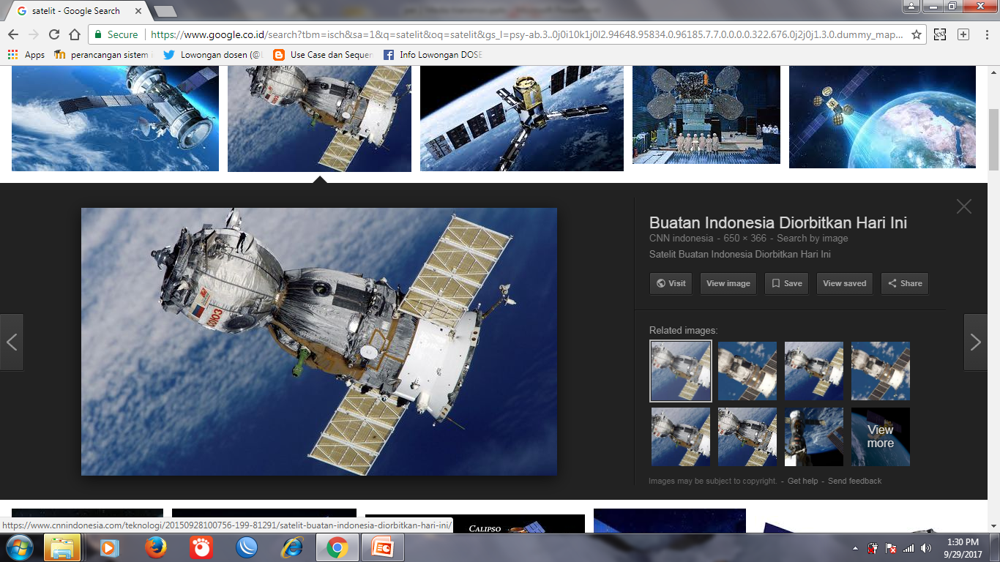 satelit - Google Search
Secure
https://www.google.co.id/search?tbm=isch&sa=1&q=satelit&oq=satelit&gs_l=psy-ab.3..0j0i10k1j0l2.94648.95834.0.96185.7.7.0.0.0.0.322.676.0j2j0j1.3.0.dummy_map...
Apps
perancangan sistem
Lowongan dosen (@L
Use Case dan Sequen
Info Lowongan DOSE
СОЮЗ
Buatan Indonesia Diorbitkan Hari Ini
CNN indonesia - 650 × 366 - Search by image
Satelit Buatan Indonesia Diorbitkan Hari Ini
Visit
View image
Save
View saved
Share
Related images:
View
more
Images may be subject to copyright. - Get help - Send feedback
https://www.cnnindonesia.com/teknologi/20150928100756-199-81291/satelit-buatan-indonesia-diorbitkan-hari-ini/
CALIPSO
1:30 PM
9/29/2017